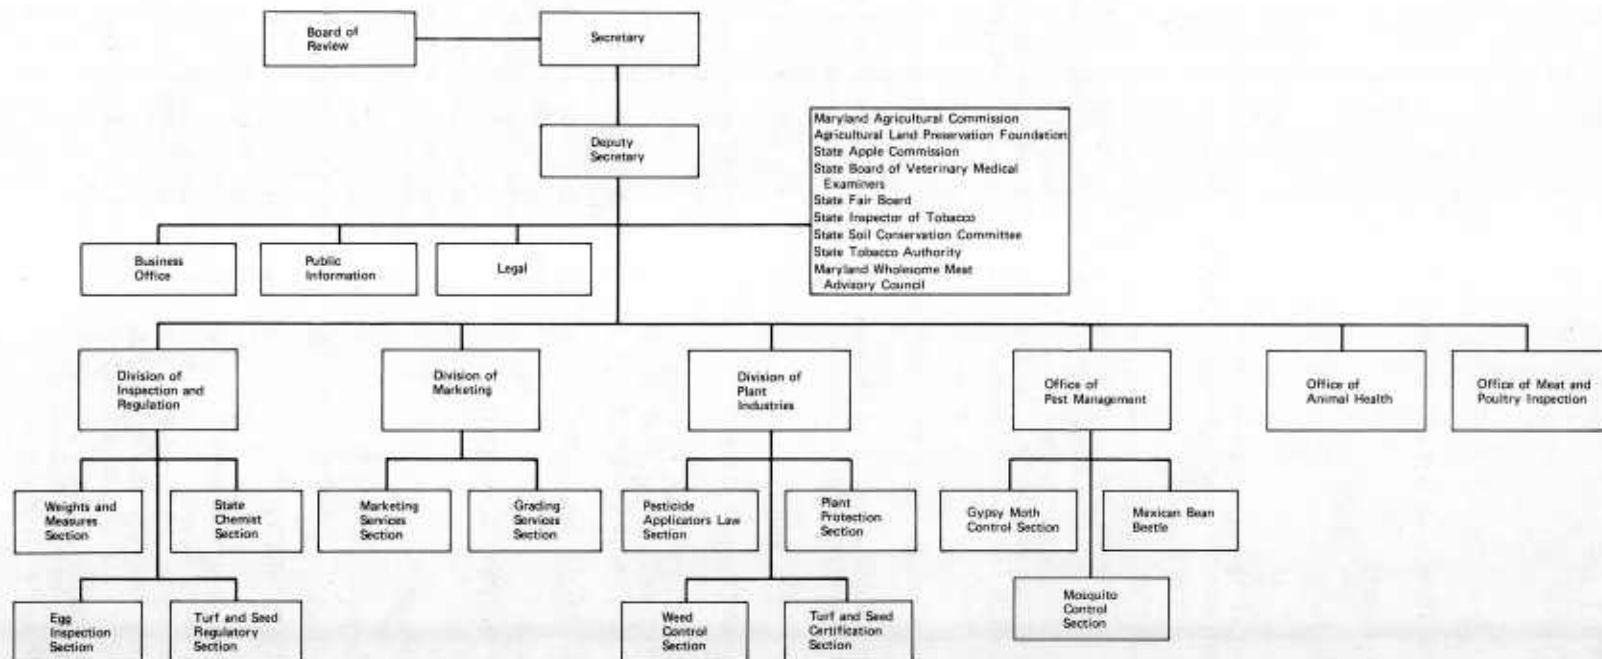 Board of
Review
Secretary
Deputy
Secretary
Maryland Agricultural Commission
Agricultural Land Preservation Foundation
State Apple Commission
State Board of Veterinary Medical
Examiners
State Fair Board
State Inspector of Tobacco
State Soil Conservation Committee
State Tobacco Authority
Maryland Wholesome Meat
Advisory Council
Business
Office
Public
Information
Legal
Division of
Inspection and
Regulation
Division of
Marketing
Division of
Plant
Industries
Office of
Pest Management
Office of
Animal Health
Office of Meat and
Poultry Inspection
Weights and
Measures
Section
State
Chemist
Section
Marketing
Services
Section
Grading
Services
Section
Pesticide
Applicators Law
Section
Plant
Protection
Section
Gypsy Moth
Control Section
Mexican Bean
Beetle
Egg
Inspection
Section
Turf and Seed
Regulatory
Section
Weed
Control
Section
Turf and Seed
Certification
Section
Mosquito
Control
Section